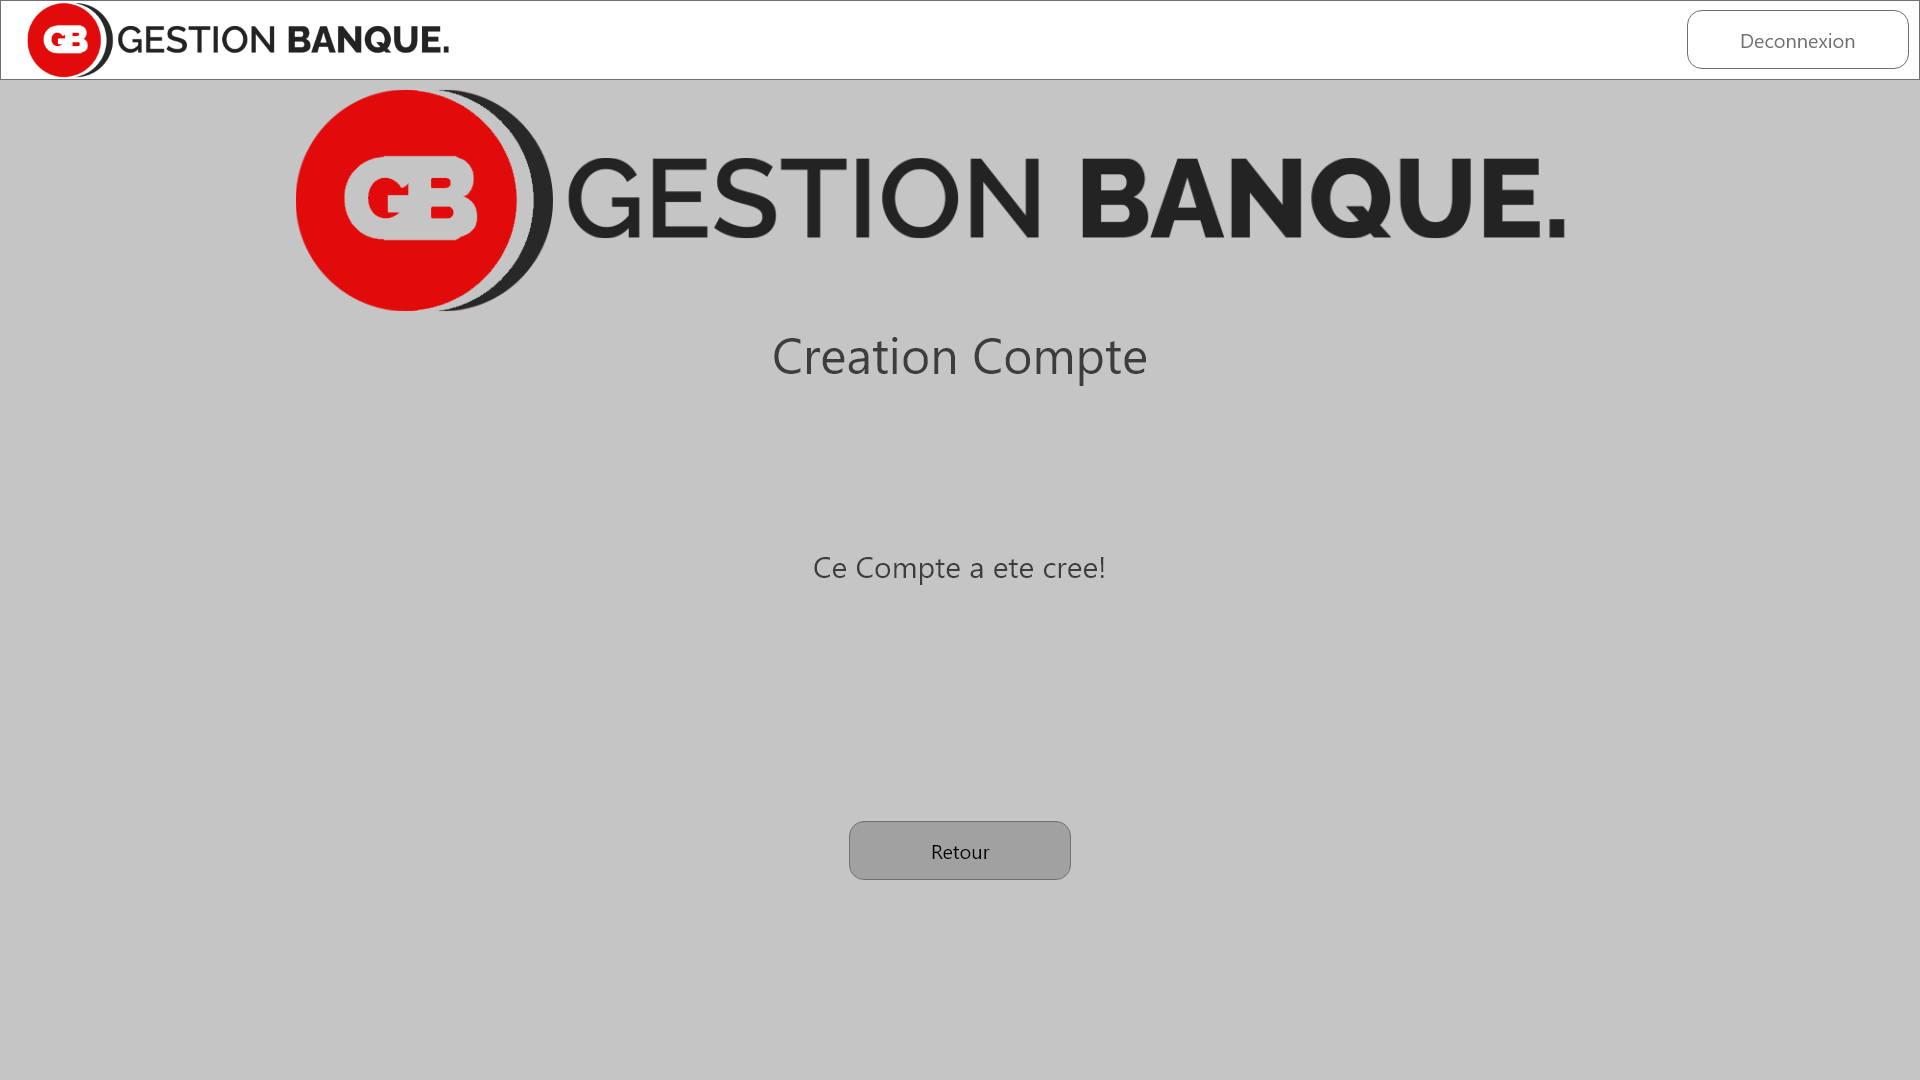 GB GESTION BANQUE.
Deconnexion
GB GESTION BANQUE.
Creation Compte
Ce Compte a ete cree!
Retour